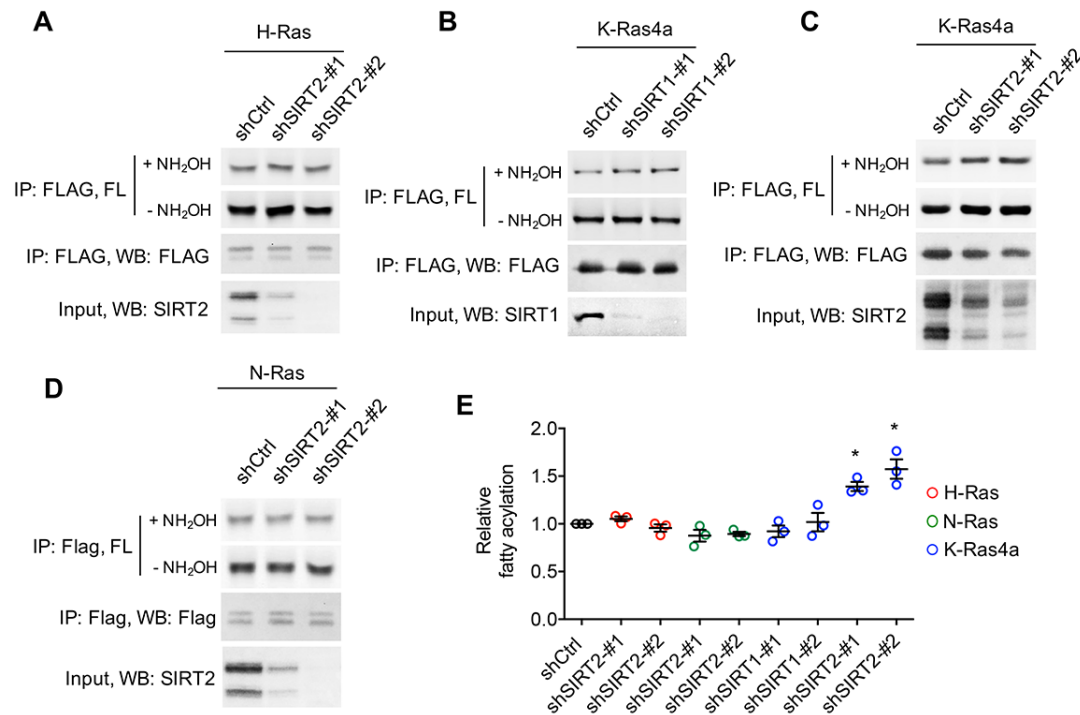 A
H-Ras
shCtrl
shSIRT2-#1
shSIRT2-#2
+ NH₂OH
IP: FLAG, FL
- NH₂OH
IP: FLAG, WB: FLAG
Input, WB: SIRT2
B
K-Ras4a
shCtrl
shSIRT1-#1
shSIRT1-#2
+ NH₂OH
IP: FLAG, FL
- NH₂OH
IP: FLAG, WB: FLAG
Input, WB: SIRT1
C
K-Ras4a
shCtrl
shSIRT2-#1
shSIRT2-#2
+ NH₂OH
IP: FLAG, FL
- NH₂OH
IP: FLAG, WB: FLAG
Input, WB: SIRT2
D
N-Ras
shCtrl
shSIRT2-#1
shSIRT2-#2
+ NH₂OH
IP: Flag, FL
- NH₂OH
IP: Flag, WB: Flag
Input, WB: SIRT2
E
Relative
fatty acylation
2.0
1.5
1.0
0.5
0.0
* *
shCtrl
shSIRT2-#1
shSIRT2-#2
shSIRT2-#1
shSIRT2-#2
shSIRT1-#1
shSIRT1-#2
shSIRT2-#1
shSIRT2-#2
H-Ras
N-Ras
K-Ras4a